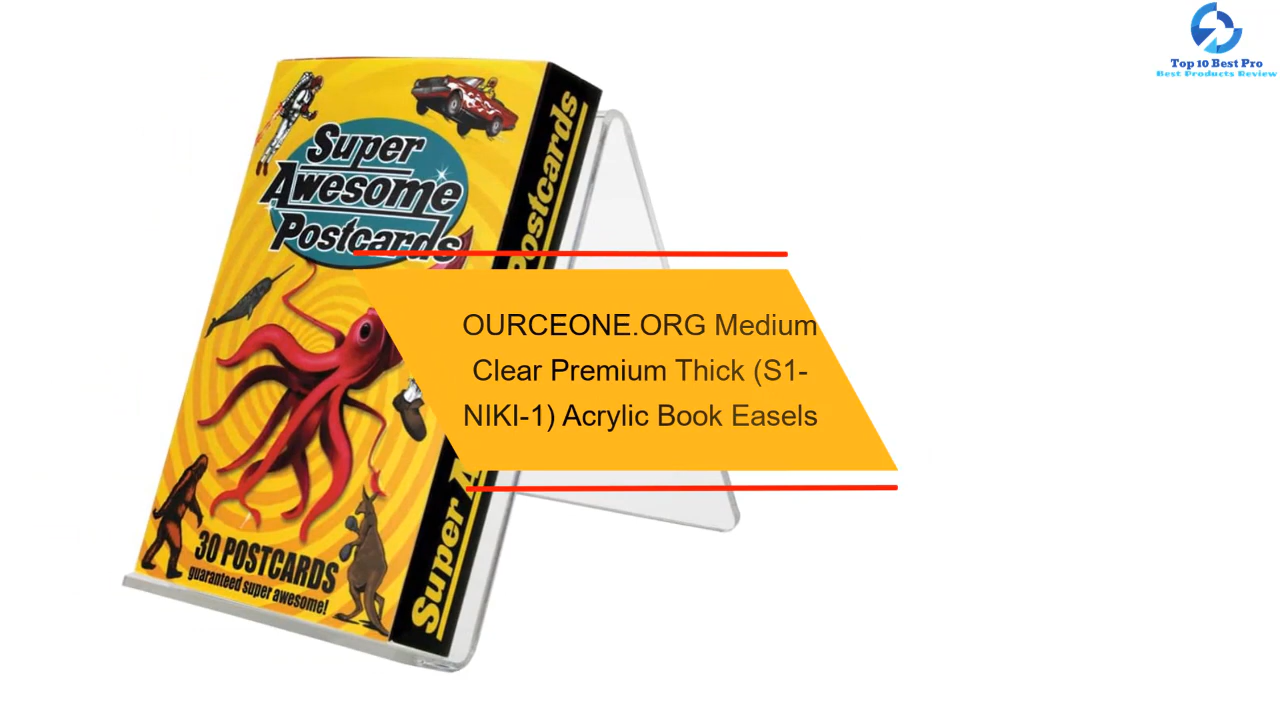 Top 10 Best Pro
Best Products Review
Super
Awesome
Postcards
Postcards
OURCEONE.ORG Medium
Clear Premium Thick (S1-
NIKI-1) Acrylic Book Easels
Super
30 POSTCARDS
guaranteed super awesome!